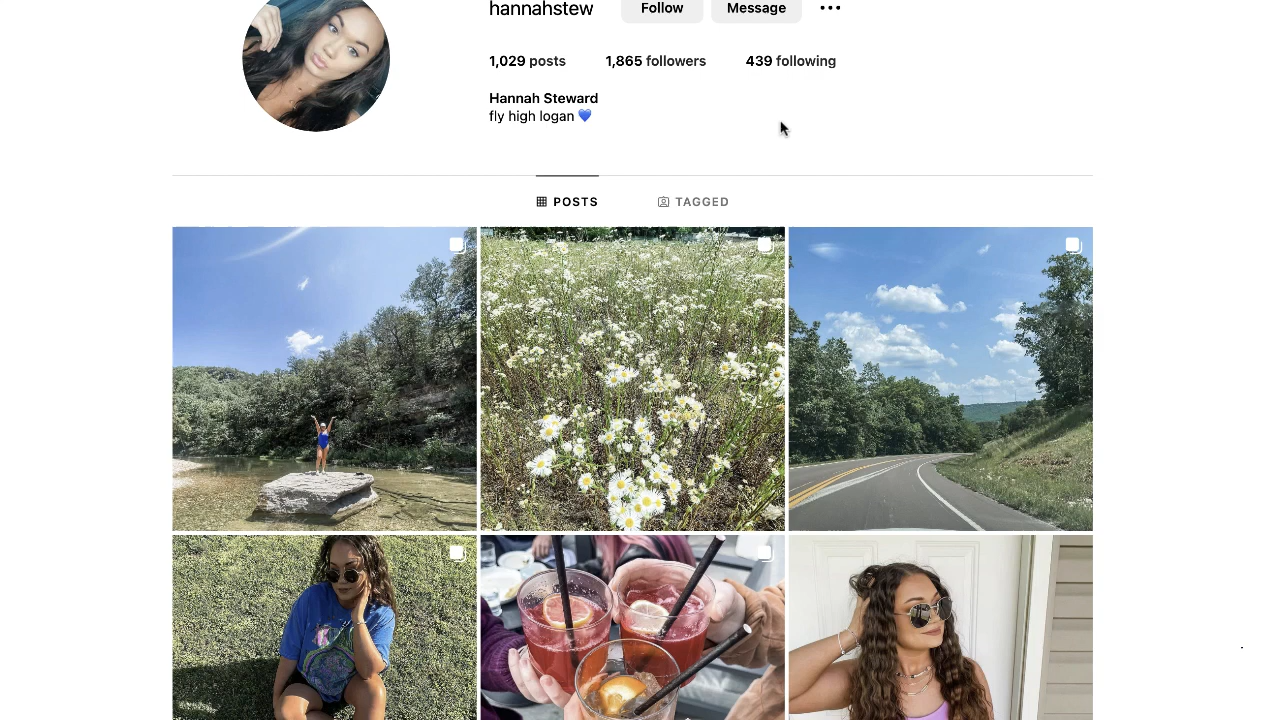 hannahstew Follow Message
1,029 posts 1,865 followers 439 following
Hannah Steward
fly high logan 💙
POSTS TAGGED